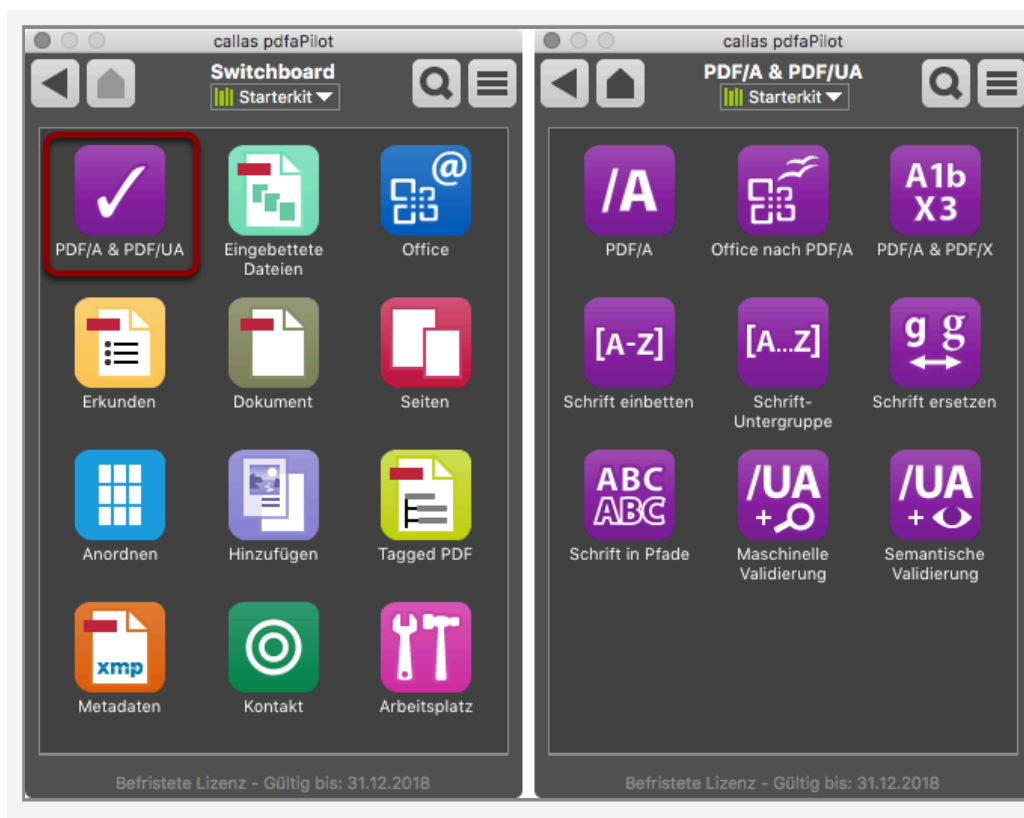 callas pdfaPilot
Switchboard
Starterkit
✓
@
PDF/A & PDF/UA
Eingebettete
Dateien
Office
Erkunden
Dokument
Seiten
Anordnen
Hinzufügen
Tagged PDF
xmp
Metadaten
Kontakt
Arbeitsplatz
Befristete Lizenz - Gültig bis: 31.12.2018
callas pdfaPilot
PDF/A & PDF/UA
Starterkit
/A
A1b
X3
PDF/A
Office nach PDF/A
PDF/A & PDF/X
[A-Z]
[A...Z]
g g
Schrift einbetten
Schrift-
Untergruppe
Schrift ersetzen
ABC
ABC
/UA
+
/UA
+
Schrift in Pfade
Maschinelle
Validierung
Semantische
Validierung
Befristete Lizenz - Gültig bis: 31.12.2018